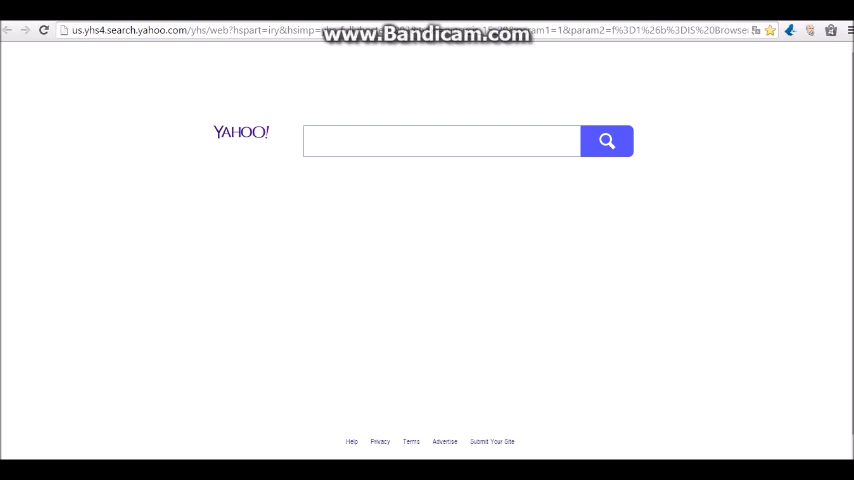 www.Bandicam.com
us.yhs4.search.yahoo.com/yhs/web?hspart=iry&hsimp= ram1=1&param2=f%3D1%26b%3DIS%20Browse
YAHOO!
Help Privacy Terms Advertise Submit Your Site